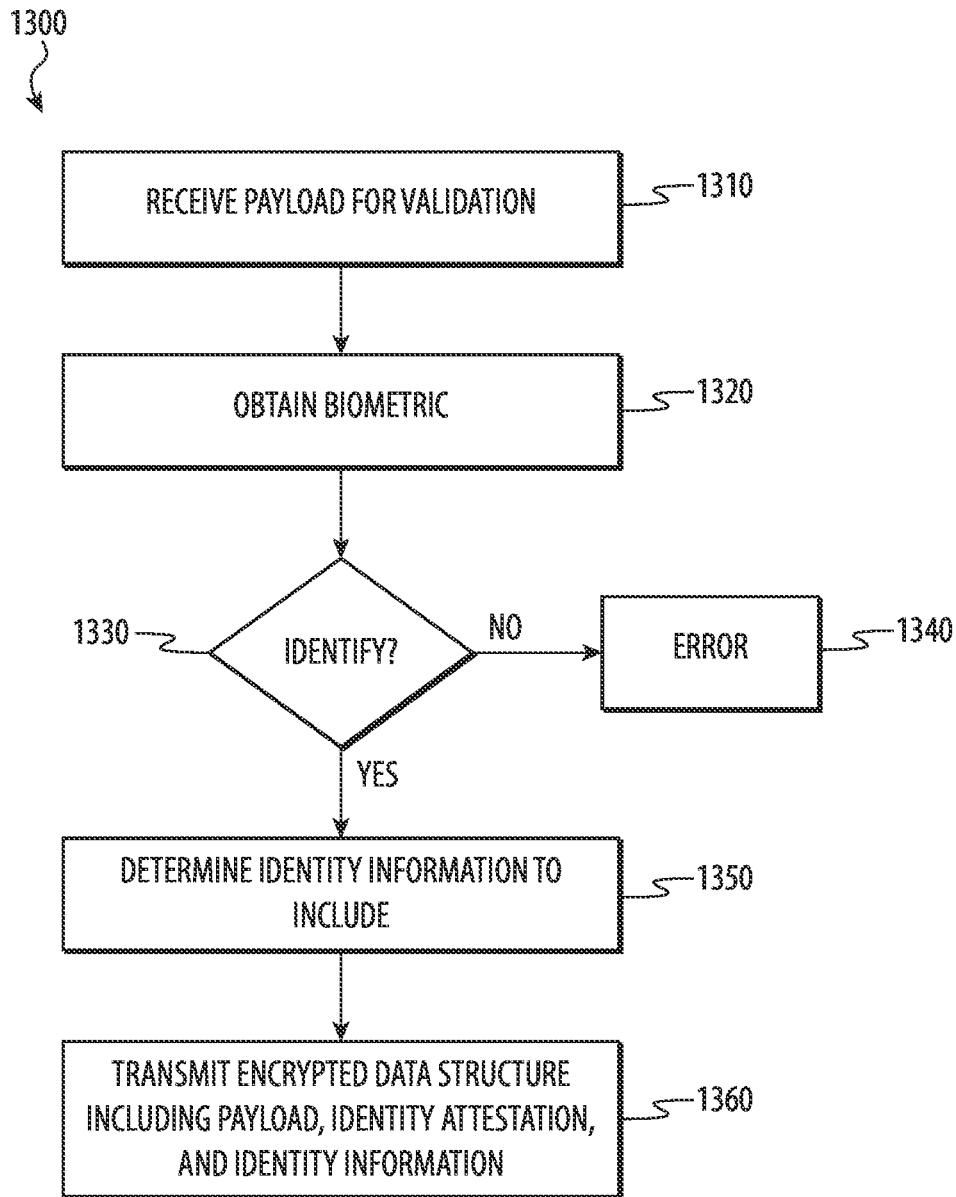 1300
RECEIVE PAYLOAD FOR VALIDATION
1310
OBTAIN BIOMETRIC
1320
1330
IDENTIFY?
NO
ERROR
1340
YES
DETERMINE IDENTITY INFORMATION TO
INCLUDE
1350
TRANSMIT ENCRYPTED DATA STRUCTURE
INCLUDING PAYLOAD, IDENTITY ATTESTATION,
AND IDENTITY INFORMATION
1360